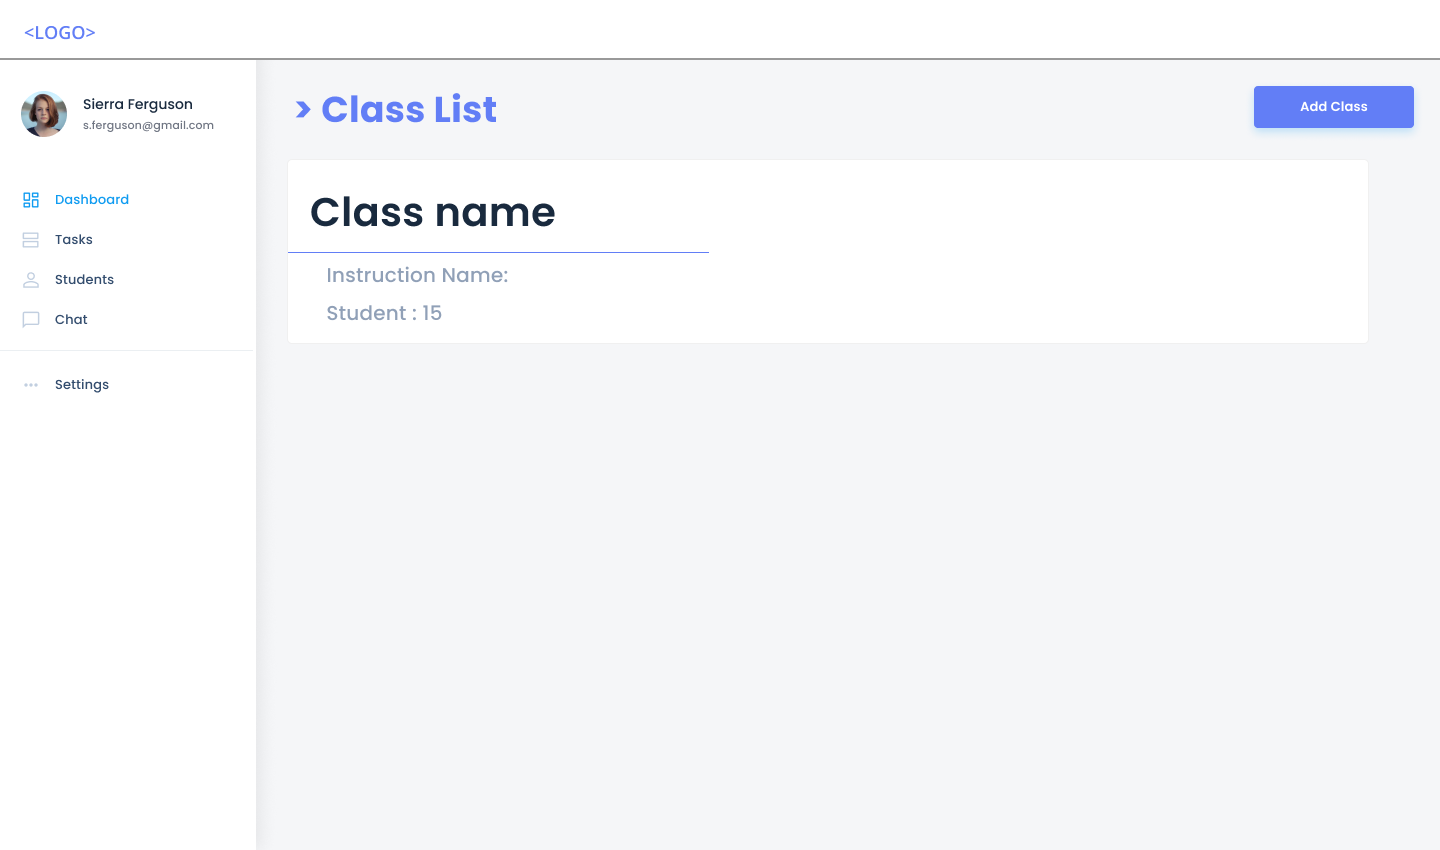 <LOGO>
Sierra Ferguson
s.ferguson@gmail.com
Dashboard
Tasks
Students
Chat
Settings
> Class List
Add Class
Class name
Instruction Name:
Student : 15